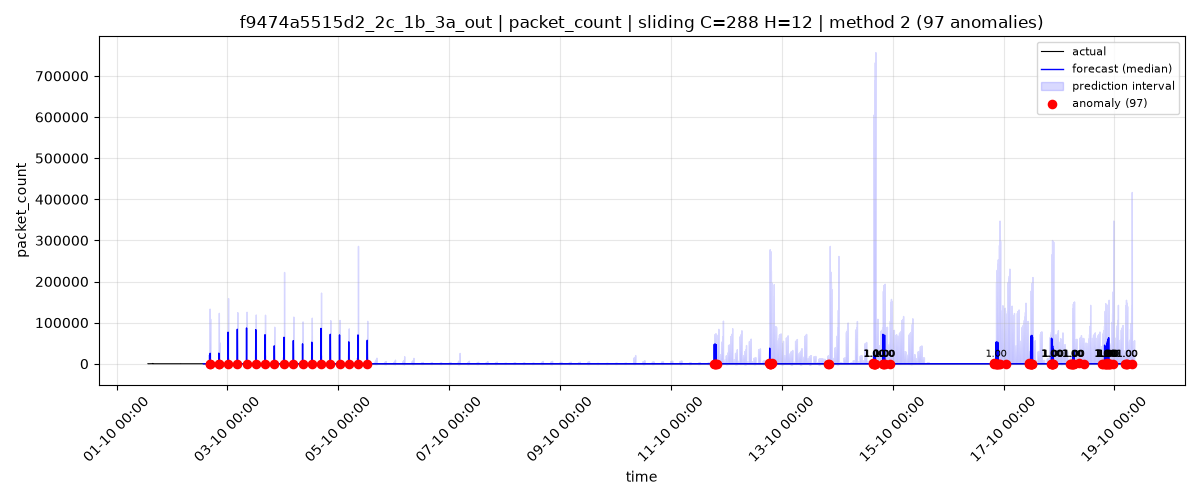 f9474a5515d2_2c_1b_3a_out | packet_count | sliding C=288 H=12 | method 2 (97 anomalies)
actual
forecast (median)
prediction interval
anomaly (97)
packet_count
700000
600000
500000
400000
300000
200000
100000
0
1.00
01-10 00:00
03-10 00:00
05-10 00:00
07-10 00:00
09-10 00:00
11-10 00:00
13-10 00:00
15-10 00:00
17-10 00:00
19-10 00:00
time